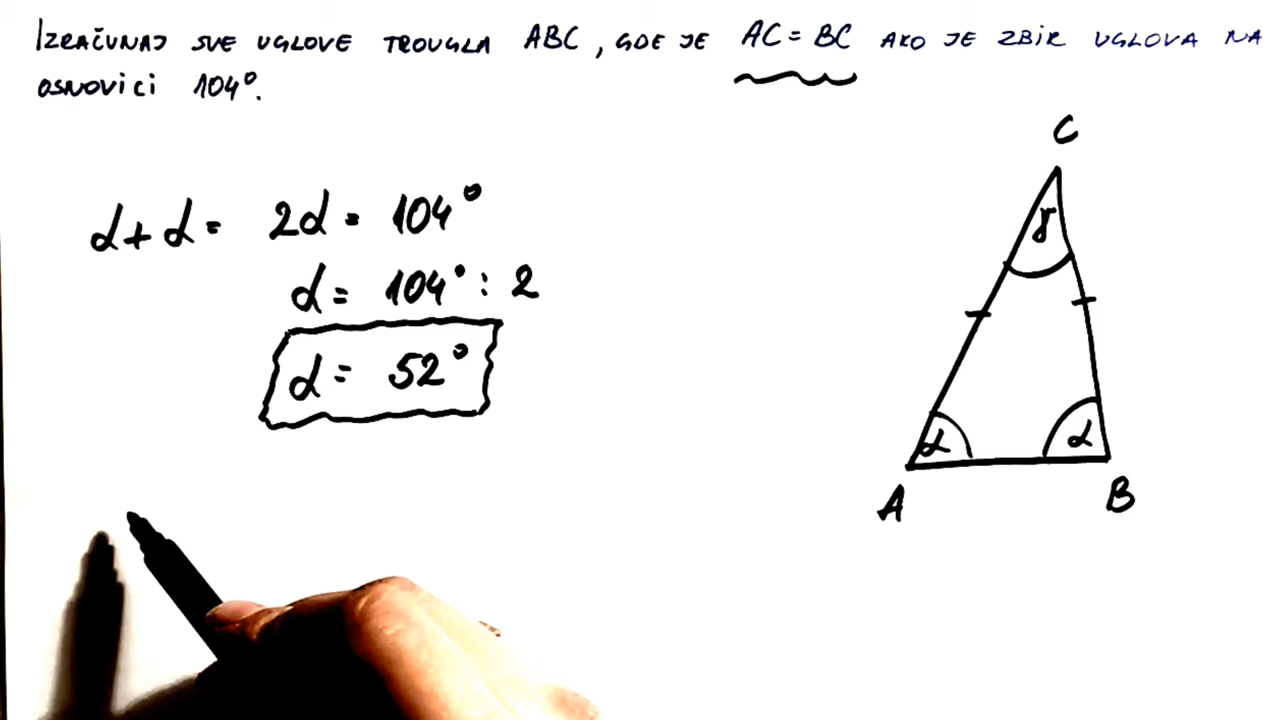 IZRAČUNAJ SVE UGLOVE TROUGLA ABC, GDE JE AC = BC AKO JE ZBIR UGLOVA NA
OSNOVICI 104°.
C
α + α = 2α = 104°
γ
α = 104° : 2
α = 52°
α α
A B